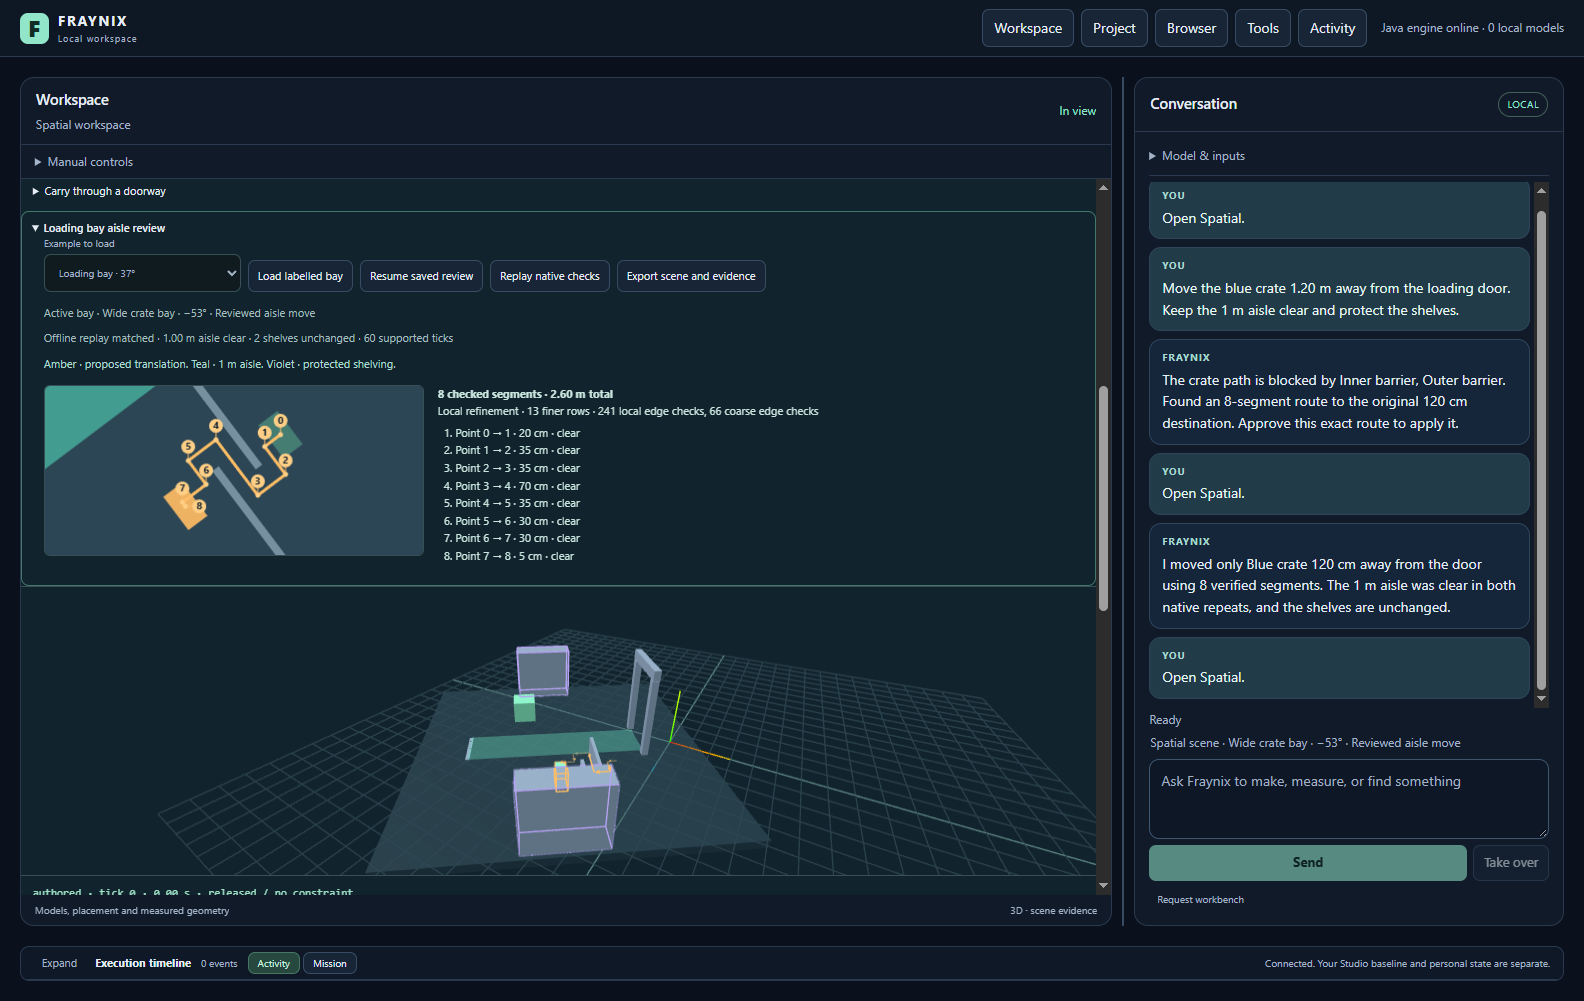 F
FRAYNIX
Local workspace
Workspace
Project
Browser
Tools
Activity
Java engine online · 0 local models
Workspace
Spatial workspace
In view
▶ Manual controls
▶ Carry through a doorway
▼ Loading bay aisle review
Example to load
Loading bay · 37°
Load labelled bay
Resume saved review
Replay native checks
Export scene and evidence
Active bay · Wide crate bay · −53° · Reviewed aisle move
Offline replay matched · 1.00 m aisle clear · 2 shelves unchanged · 60 supported ticks
Amber · proposed translation. Teal · 1 m aisle. Violet · protected shelving.
0
1
2
3
4
5
6
7
8
8 checked segments · 2.60 m total
Local refinement · 13 finer rows · 241 local edge checks, 66 coarse edge checks
1. Point 0 → 1 · 20 cm · clear
2. Point 1 → 2 · 35 cm · clear
3. Point 2 → 3 · 35 cm · clear
4. Point 3 → 4 · 70 cm · clear
5. Point 4 → 5 · 35 cm · clear
6. Point 5 → 6 · 30 cm · clear
7. Point 6 → 7 · 30 cm · clear
8. Point 7 → 8 · 5 cm · clear
authored · tick 0 · 0.00 s · released / no constraint
Models, placement and measured geometry
3D · scene evidence
Conversation
LOCAL
▶ Model & inputs
YOU
Open Spatial.
YOU
Move the blue crate 1.20 m away from the loading door.
Keep the 1 m aisle clear and protect the shelves.
FRAYNIX
The crate path is blocked by Inner barrier, Outer barrier.
Found an 8-segment route to the original 120 cm
destination. Approve this exact route to apply it.
YOU
Open Spatial.
FRAYNIX
I moved only Blue crate 120 cm away from the door
using 8 verified segments. The 1 m aisle was clear in both
native repeats, and the shelves are unchanged.
YOU
Open Spatial.
Ready
Spatial scene · Wide crate bay · −53° · Reviewed aisle move
Ask Fraynix to make, measure, or find something
Send
Take over
Request workbench
Expand
Execution timeline
0 events
Activity
Mission
Connected. Your Studio baseline and personal state are separate.